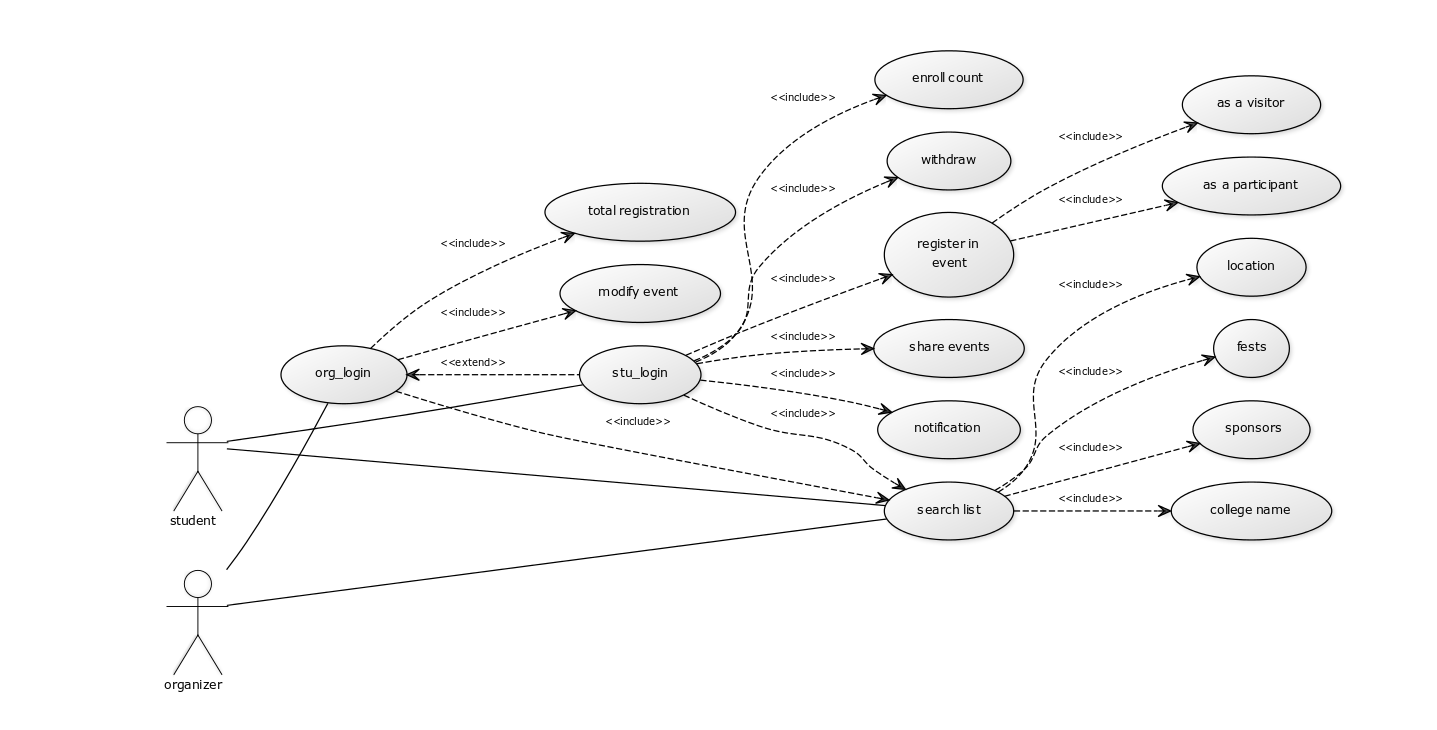 enroll count
<<include>>
as a visitor
<<include>>
withdraw
as a participant
<<include>>
<<include>>
total registration
<<include>>
register in
event
location
<<include>>
<<include>>
modify event
<<include>>
<<include>>
share events
fests
<<extend>>
org_login
stu_login
<<include>>
<<include>>
<<include>>
<<include>>
notification
sponsors
<<include>>
<<include>>
search list
college name
student
organizer